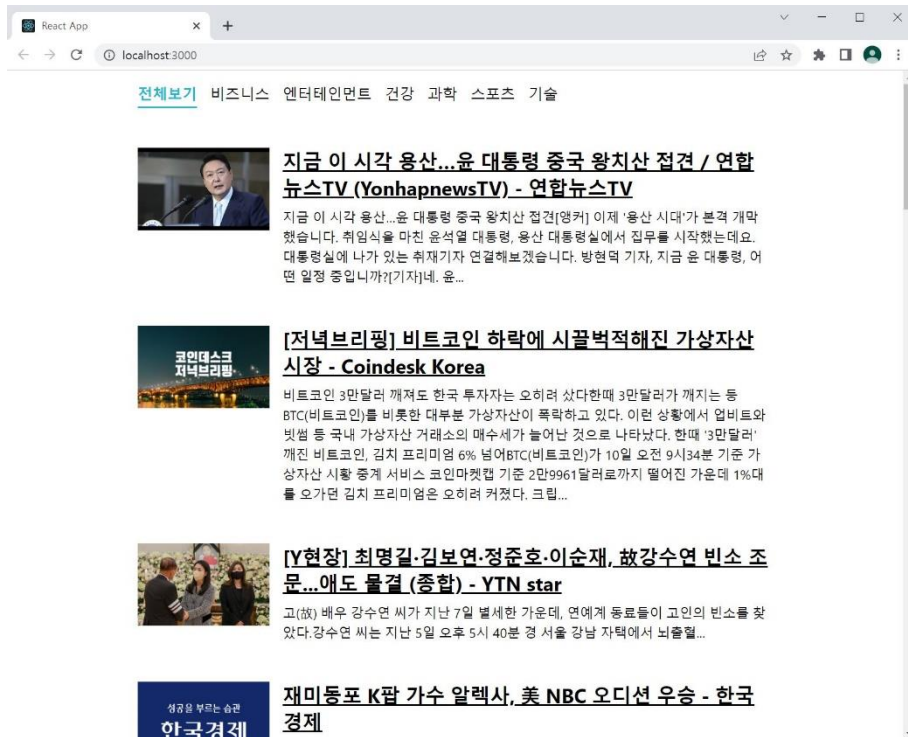 React App
localhost:3000
전체보기 비즈니스 엔터테인먼트 건강 과학 스포츠 기술
지금 이 시각 용산...윤 대통령 중국 왕치산 접견 / 연합
뉴스TV (YonhapnewsTV) - 연합뉴스TV
지금 이 시각 용산...윤 대통령 중국 왕치산 접견[앵커] 이제 '용산 시대'가 본격 개막
했습니다. 취임식을 마친 윤석열 대통령, 용산 대통령실에서 집무를 시작했는데요.
대통령실에 나가 있는 취재기자 연결해보겠습니다. 방현덕 기자, 지금 윤 대통령, 어
떤 일정 중입니까?[기자]네. 윤...
코인데스크
저녁브리핑
[저녁브리핑] 비트코인 하락에 시끌벅적해진 가상자산
시장 - Coindesk Korea
비트코인 3만달러 깨져도 한국 투자자는 오히려 샀다한때 3만달러가 깨지는 등
BTC(비트코인)를 비롯한 대부분 가상자산이 폭락하고 있다. 이런 상황에서 업비트와
빗썸 등 국내 가상자산 거래소의 매수세가 늘어난 것으로 나타났다. 한때 '3만달러'
깨진 비트코인, 김치 프리미엄 6% 넘어BTC(비트코인)가 10일 오전 9시34분 기준 가
상자산 시황 중계 서비스 코인마켓캡 기준 2만9961달러로까지 떨어진 가운데 1%대
를 오가던 김치 프리미엄은 오히려 커졌다. 크립...
[Y현장] 최명길·김보연·정준호·이순재, 故강수연 빈소 조
문...애도 물결 (종합) - YTN star
고(故) 배우 강수연 씨가 지난 7일 별세한 가운데, 연예계 동료들이 고인의 빈소를 찾
았다.강수연 씨는 지난 5일 오후 5시 40분 경 서울 강남 자택에서 뇌출혈...
성공을 부르는 습관
한국경제
재미동포 K팝 가수 알렉사, 美 NBC 오디션 우승 - 한국
경제